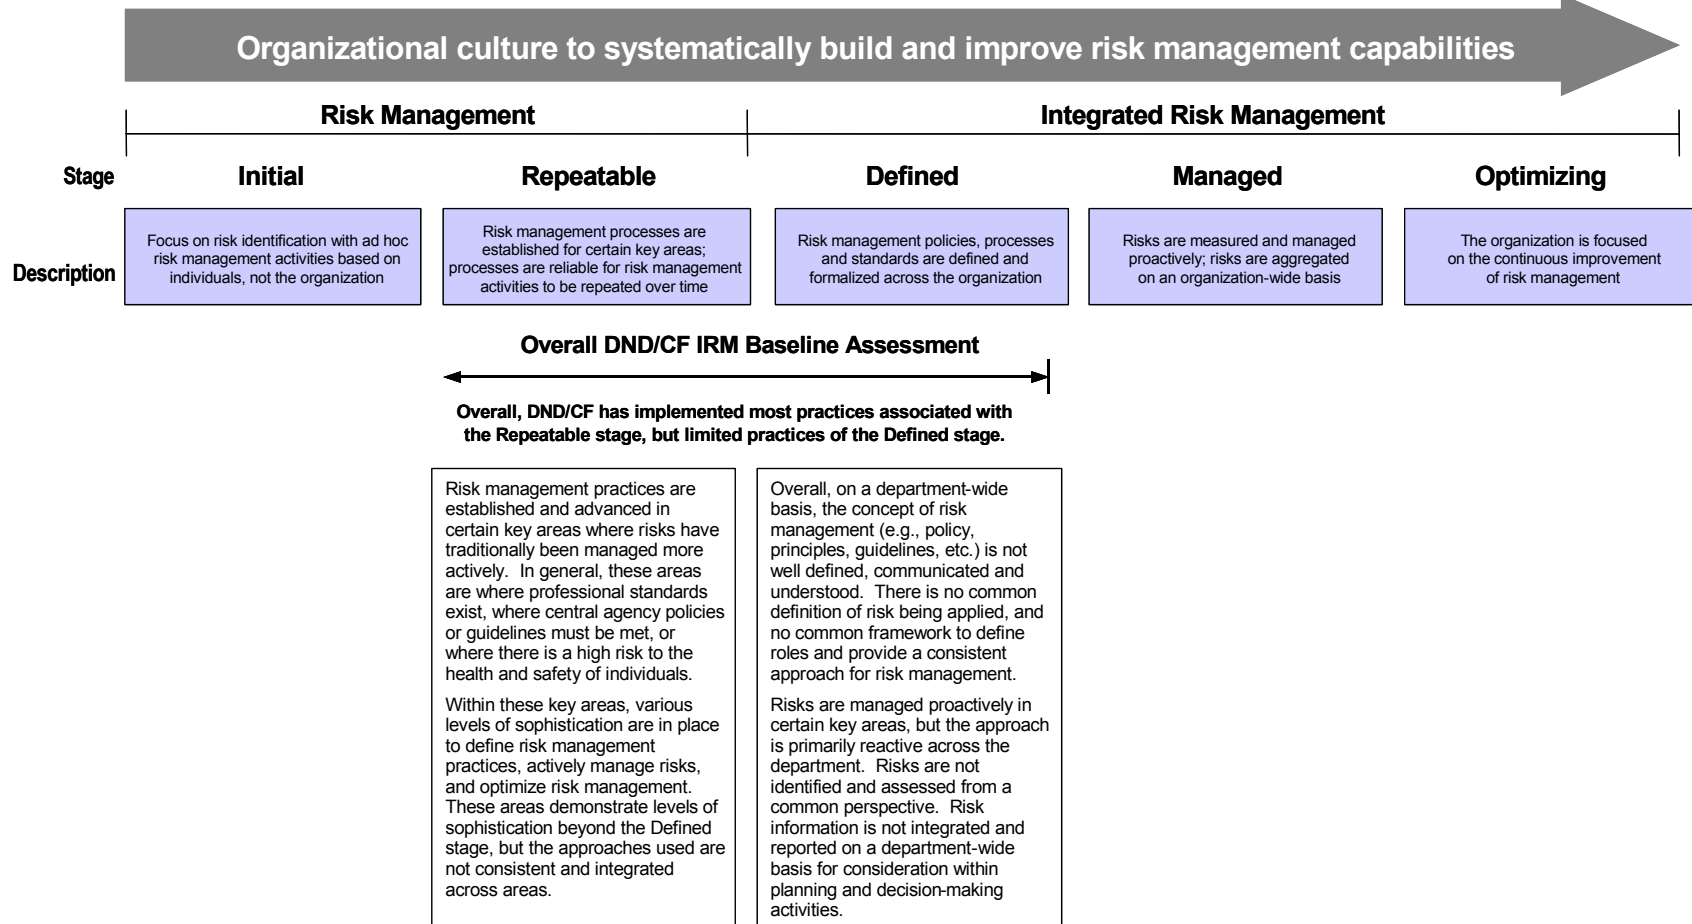 Organizational culture to systematically build and improve risk management capabilities
Risk Management
Integrated Risk Management
Stage
Initial
Repeatable
Defined
Managed
Optimizing
Description
Focus on risk identification with ad hoc
risk management activities based on
individuals, not the organization
Risk management processes are
established for certain key areas;
processes are reliable for risk management
activities to be repeated over time
Risk management policies, processes
and standards are defined and
formalized across the organization
Risks are measured and managed
proactively; risks are aggregated
on an organization-wide basis
The organization is focused
on the continuous improvement
of risk management
Overall DND/CF IRM Baseline Assessment
Overall, DND/CF has implemented most practices associated with
the Repeatable stage, but limited practices of the Defined stage.
Risk management practices are
established and advanced in
certain key areas where risks have
traditionally been managed more
actively.  In general, these areas
are where professional standards
exist, where central agency policies
or guidelines must be met, or
where there is a high risk to the
health and safety of individuals.
Within these key areas, various
levels of sophistication are in place
to define risk management
practices, actively manage risks,
and optimize risk management.
These areas demonstrate levels of
sophistication beyond the Defined
stage, but the approaches used are
not consistent and integrated
across areas.
Overall, on a department-wide
basis, the concept of risk
management (e.g., policy,
principles, guidelines, etc.) is not
well defined, communicated and
understood.  There is no common
definition of risk being applied, and
no common framework to define
roles and provide a consistent
approach for risk management.
Risks are managed proactively in
certain key areas, but the approach
is primarily reactive across the
department.  Risks are not
identified and assessed from a
common perspective.  Risk
information is not integrated and
reported on a department-wide
basis for consideration within
planning and decision-making
activities.